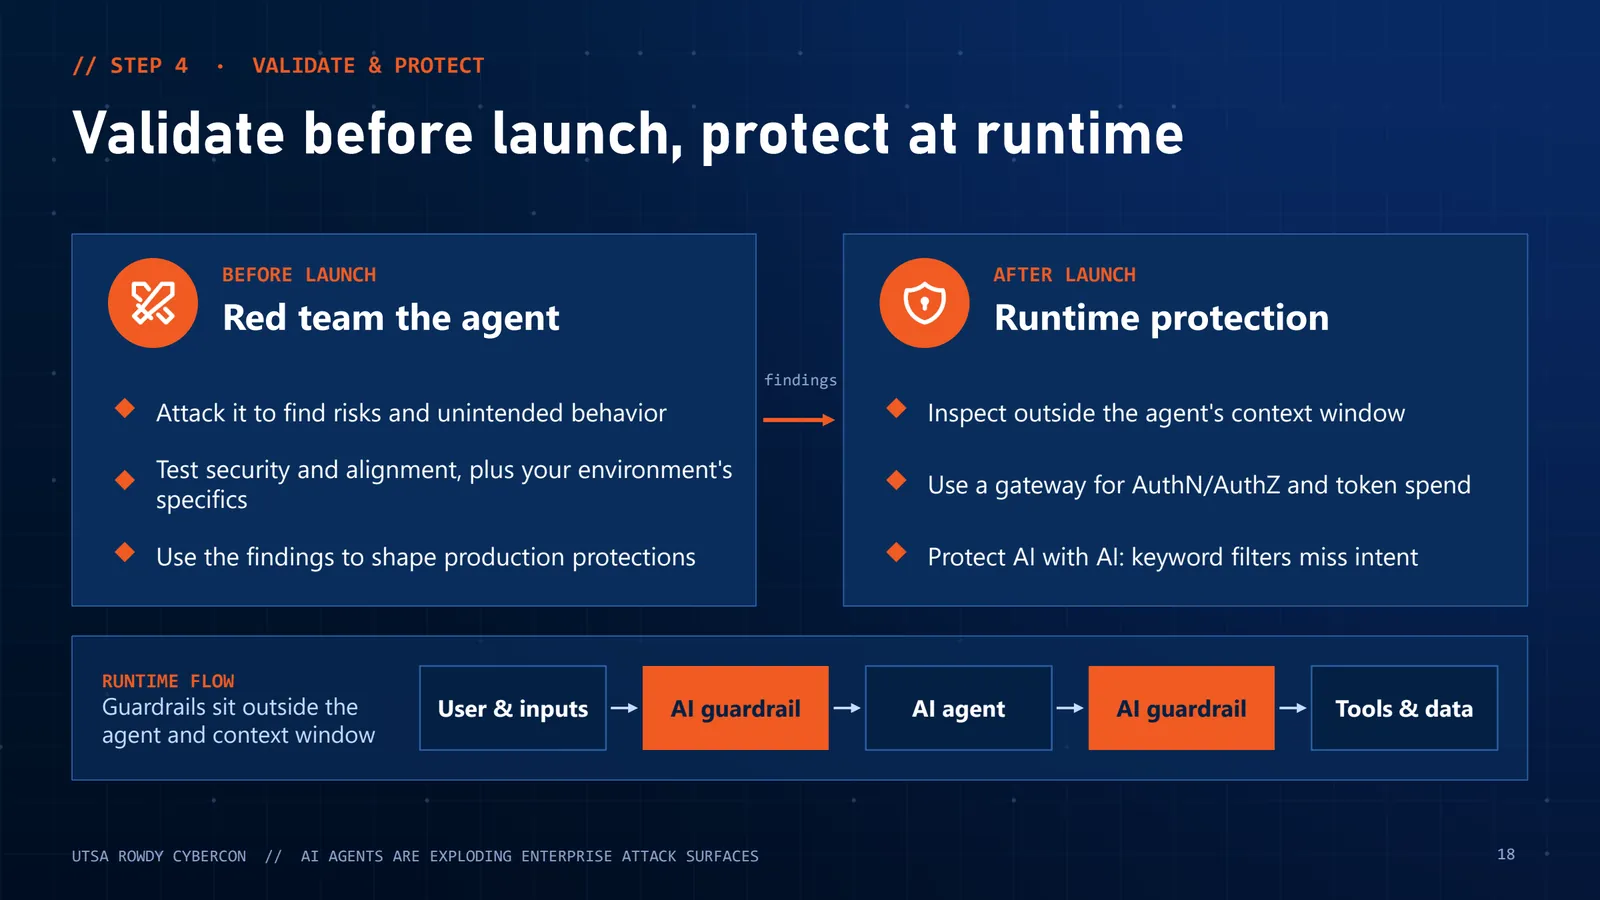 // STEP 4 · VALIDATE & PROTECT
Validate before launch, protect at runtime
BEFORE LAUNCH
Red team the agent
Attack it to find risks and unintended behavior
Test security and alignment, plus your environment's
specifics
Use the findings to shape production protections
findings
AFTER LAUNCH
Runtime protection
Inspect outside the agent's context window
Use a gateway for AuthN/AuthZ and token spend
Protect AI with AI: keyword filters miss intent
RUNTIME FLOW
Guardrails sit outside the
agent and context window
User & inputs
AI guardrail
AI agent
AI guardrail
Tools & data
UTSA ROWDY CYBERCON // AI AGENTS ARE EXPLODING ENTERPRISE ATTACK SURFACES
18